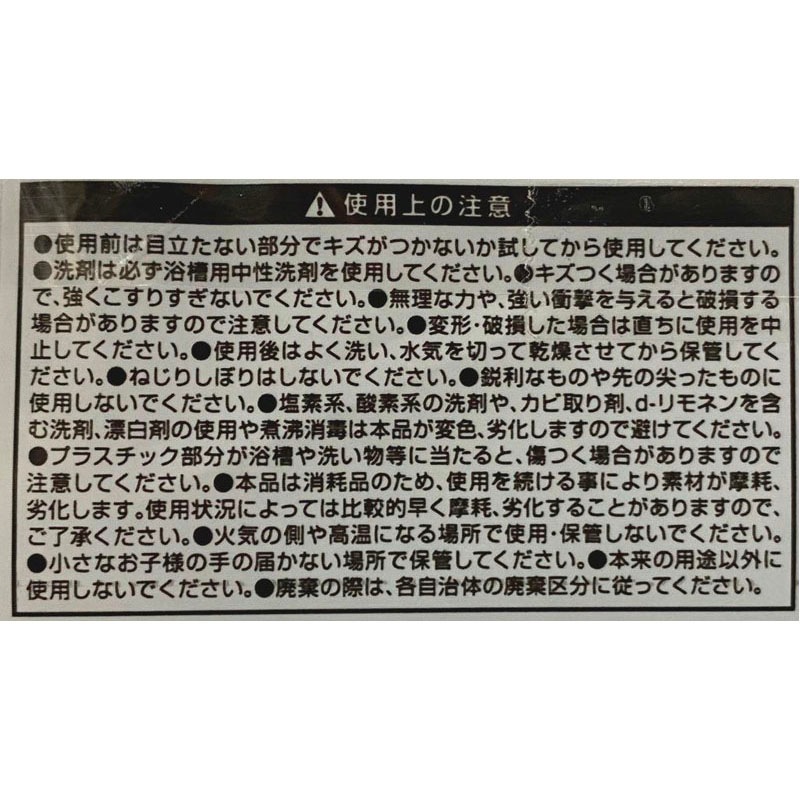 ⚠使用上の注意
●使用前は目立たない部分でキズがつかないか試してから使用してください。
●洗剤は必ず浴槽用中性洗剤を使用してください。●キズつく場合がありますの
で、強くこすりすぎないでください。●無理な力や、強い衝撃を与えると破損する
場合がありますので注意してください。●変形・破損した場合は直ちに使用を中
止してください。●使用後はよく洗い、水気を切って乾燥させてから保管してく
ださい。●ねじりしぼりはしないでください。●鋭利なものや先の尖ったものに
使用しないでください。●塩素系、酸素系の洗剤や、カビ取り剤、d-リモネンを含
む洗剤、漂白剤の使用や煮沸消毒は本品が変色、劣化しますので避けてください。
●プラスチック部分が浴槽や洗い物等に当たると、傷つく場合がありますので
注意してください。●本品は消耗品のため、使用を続ける事により素材が摩耗、
劣化します。使用状況によっては比較的早く摩耗、劣化することがありますので、
ご了承ください。●火気の側や高温になる場所で使用・保管しないでください。
●小さなお子様の手の届かない場所で保管してください。●本来の用途以外に
使用しないでください。●廃棄の際は、各自治体の廃棄区分に従ってください。